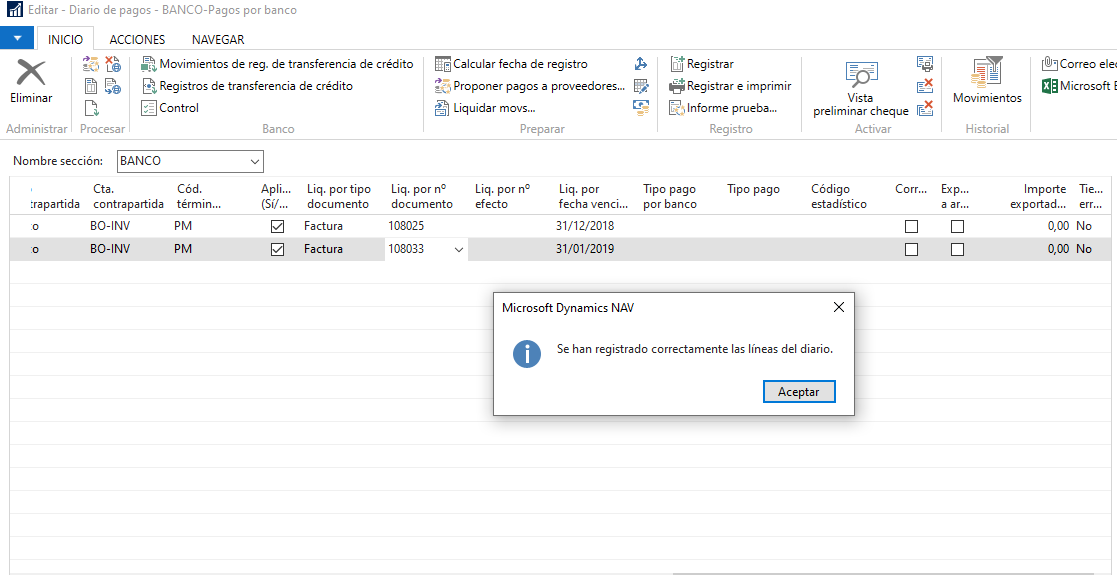 Editar - Diario de pagos - BANCO-Pagos por banco
INICIO ACCIONES NAVEGAR
Eliminar
Administrar
Procesar
Movimientos de reg. de transferencia de crédito
Registros de transferencia de crédito
Control
Banco
Calcular fecha de registro
Proponer pagos a proveedores...
Liquidar movs...
Preparar
Registrar
Registrar e imprimir
Informe prueba...
Registro
Vista
preliminar cheque
Activar
Movimientos
Historial
Correo elec
Microsoft E
Nombre sección: BANCO
Cta. Cód. Apli... Liq. por tipo Liq. por nº Liq. por nº Liq. por Tipo pago Tipo pago Código Corr... Exp... Importe Tie...
trapartida contrapartida términ... (Sí/... documento documento efecto fecha venci... por banco estadístico a ar... exportad... err...
:o BO-INV PM Factura 108025 31/12/2018 0,00 No
:o BO-INV PM Factura 108033 31/01/2019 0,00 No
Microsoft Dynamics NAV
Se han registrado correctamente las líneas del diario.
Aceptar